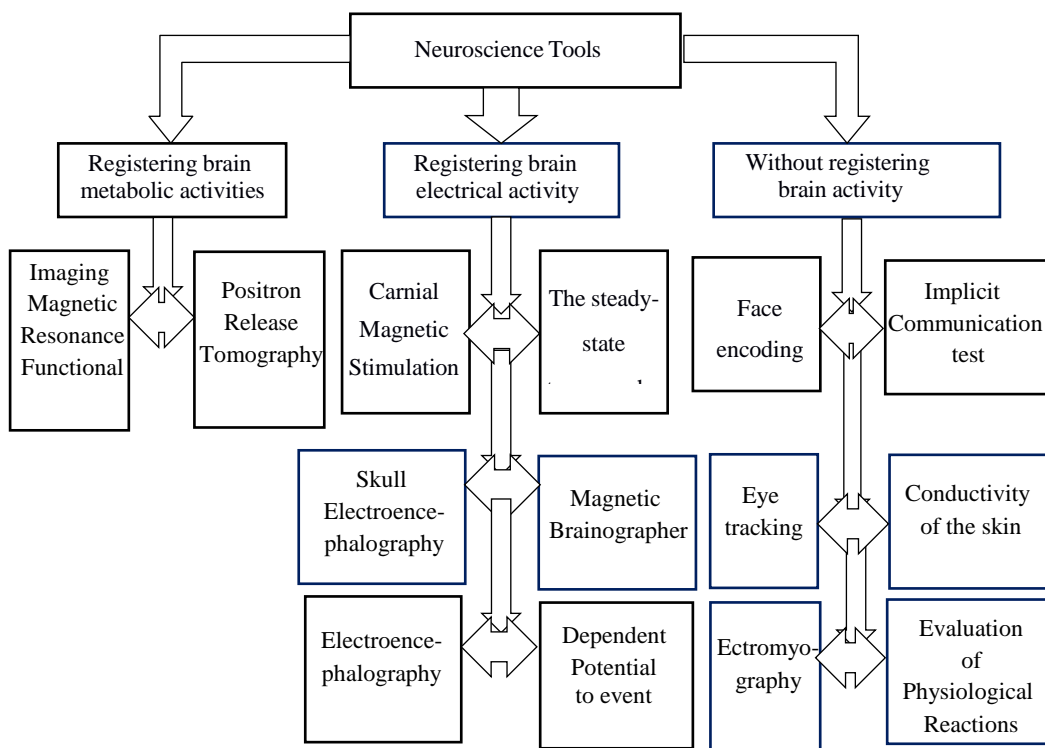 Neuroscience Tools
Registering brain
metabolic activities
Registering brain
electrical activity
Without registering
brain activity
Imaging
Magnetic
Resonance
Functional
Positron
Release
Tomography
Carnial
Magnetic
Stimulation
The steady-
state
Face
encoding
Implicit
Communication
test
Skull
Electroence-
phalography
Magnetic
Brainographer
Eye
tracking
Conductivity
of the skin
Electroence-
phalography
Dependent
Potential
to event
Ectromyo-
graphy
Evaluation
of
Physiological
Reactions